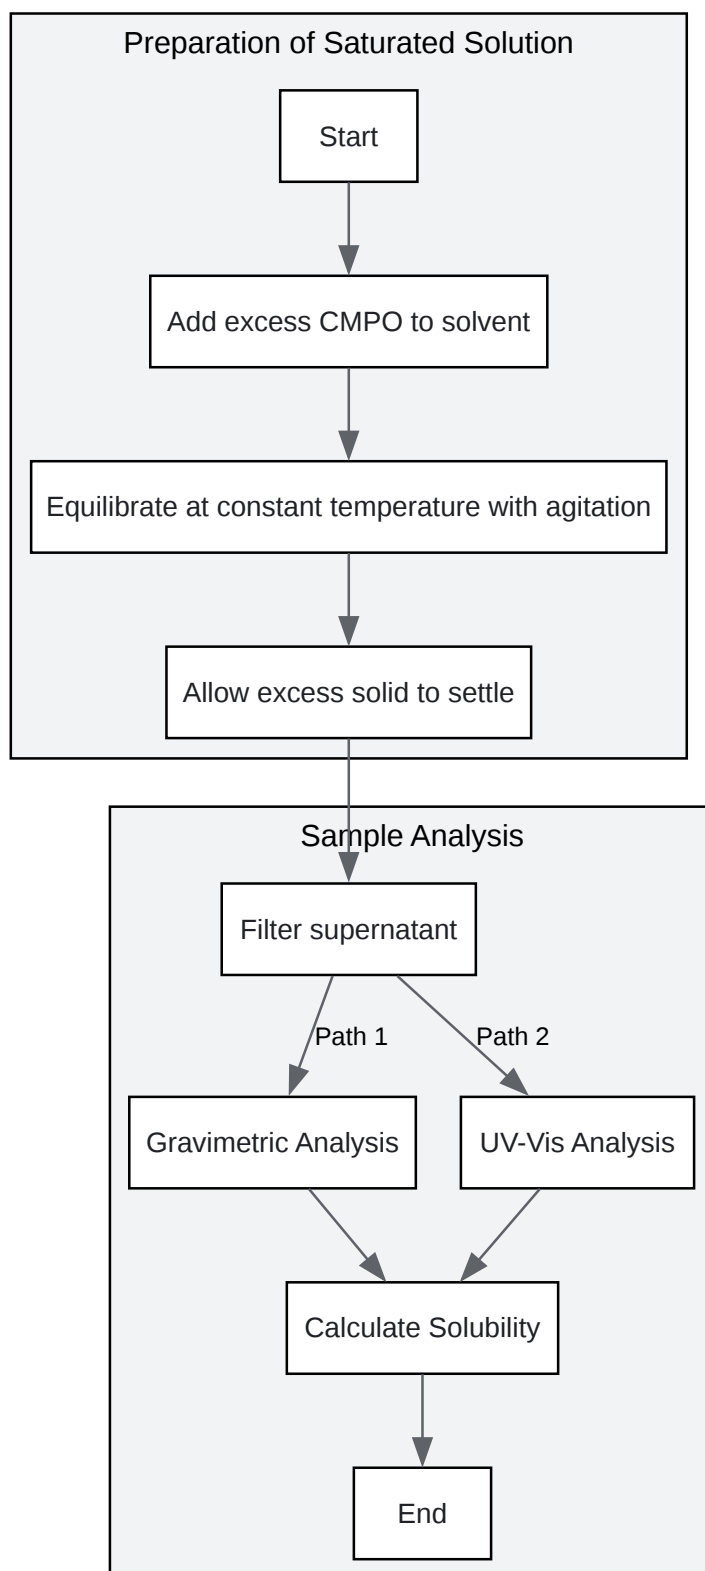 Preparation of Saturated Solution
Start
Add excess CMPO to solvent
Equilibrate at constant temperature with agitation
Allow excess solid to settle
Sample Analysis
Filter supernatant
Path 1
Path 2
Gravimetric Analysis
UV-Vis Analysis
Calculate Solubility
End